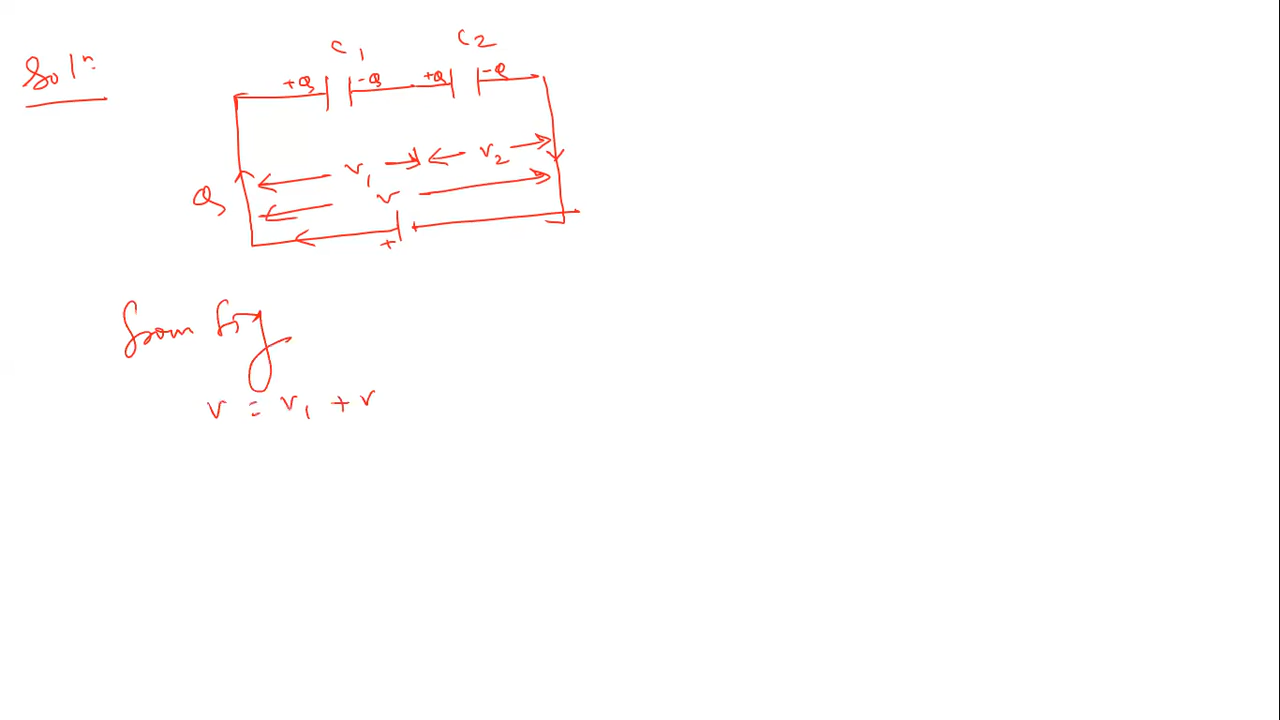 Solⁿ:
C1 C2
+Q -Q +Q -Q
V1 V2
Q V
+
from fig
V = V1 + V